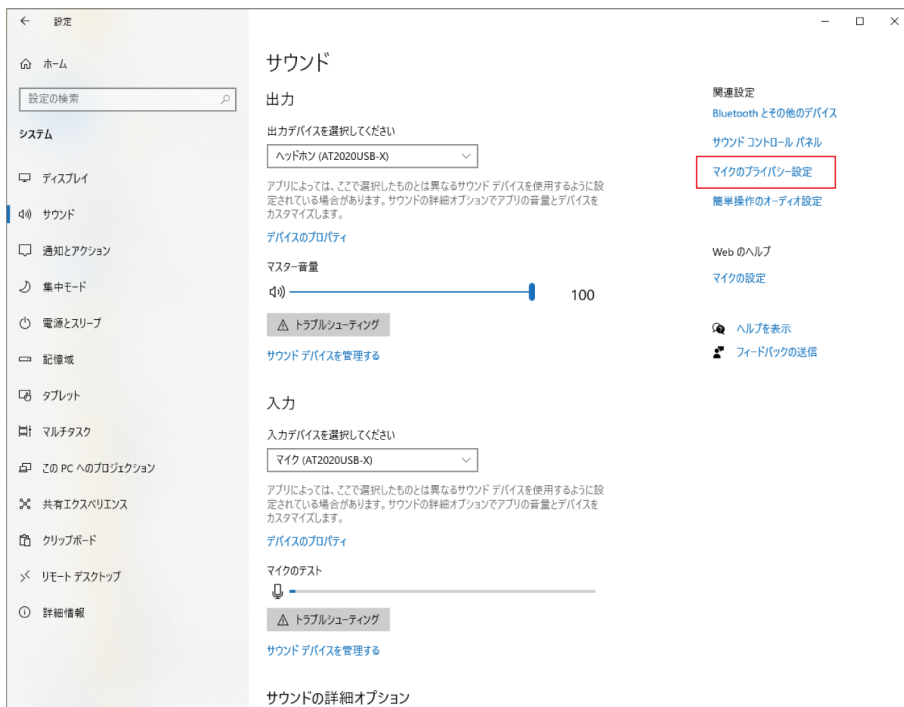 設定
ホーム
設定の検索
システム
ディスプレイ
サウンド
通知とアクション
集中モード
電源とスリープ
記憶域
タブレット
マルチタスク
この PC へのプロジェクション
共有エクスペリエンス
クリップボード
リモート デスクトップ
詳細情報
サウンド
出力
出力デバイスを選択してください
ヘッドホン (AT2020USB-X)
アプリによっては、ここで選択したものとは異なるサウンド デバイスを使用するように設
定されている場合があります。サウンドの詳細オプションでアプリの音量とデバイスを
カスタマイズします。
デバイスのプロパティ
マスター音量
100
トラブルシューティング
サウンド デバイスを管理する
入力
入力デバイスを選択してください
マイク (AT2020USB-X)
アプリによっては、ここで選択したものとは異なるサウンド デバイスを使用するように設
定されている場合があります。サウンドの詳細オプションでアプリの音量とデバイスを
カスタマイズします。
デバイスのプロパティ
マイクのテスト
トラブルシューティング
サウンド デバイスを管理する
サウンドの詳細オプション
関連設定
Bluetooth とその他のデバイス
サウンド コントロール パネル
マイクのプライバシー設定
簡単操作のオーディオ設定
Web のヘルプ
マイクの設定
ヘルプを表示
フィードバックの送信